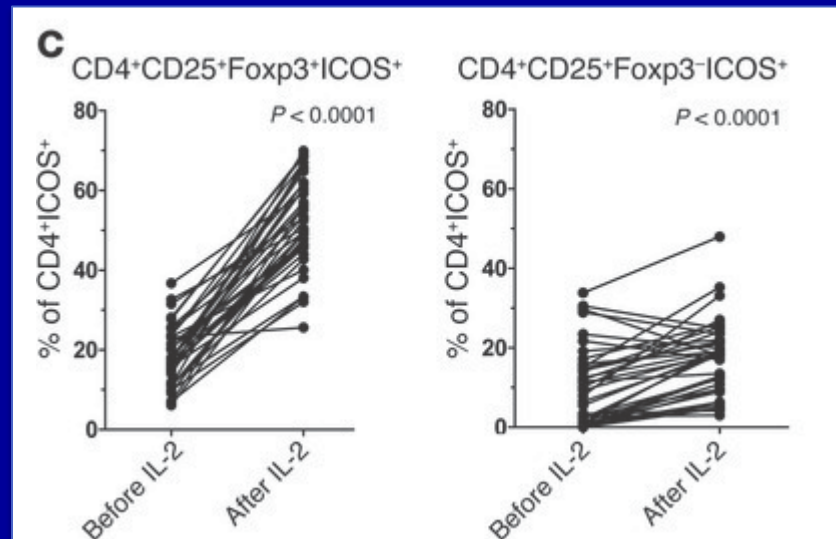 C
CD4⁺CD25⁺Foxp3⁺ICOS⁺
P < 0.0001
% of CD4⁺ICOS⁺
80
60
40
20
0
Before IL-2
After IL-2
CD4⁺CD25⁺Foxp3⁻ICOS⁺
P < 0.0001
% of CD4⁺ICOS⁺
80
60
40
20
0
Before IL-2
After IL-2